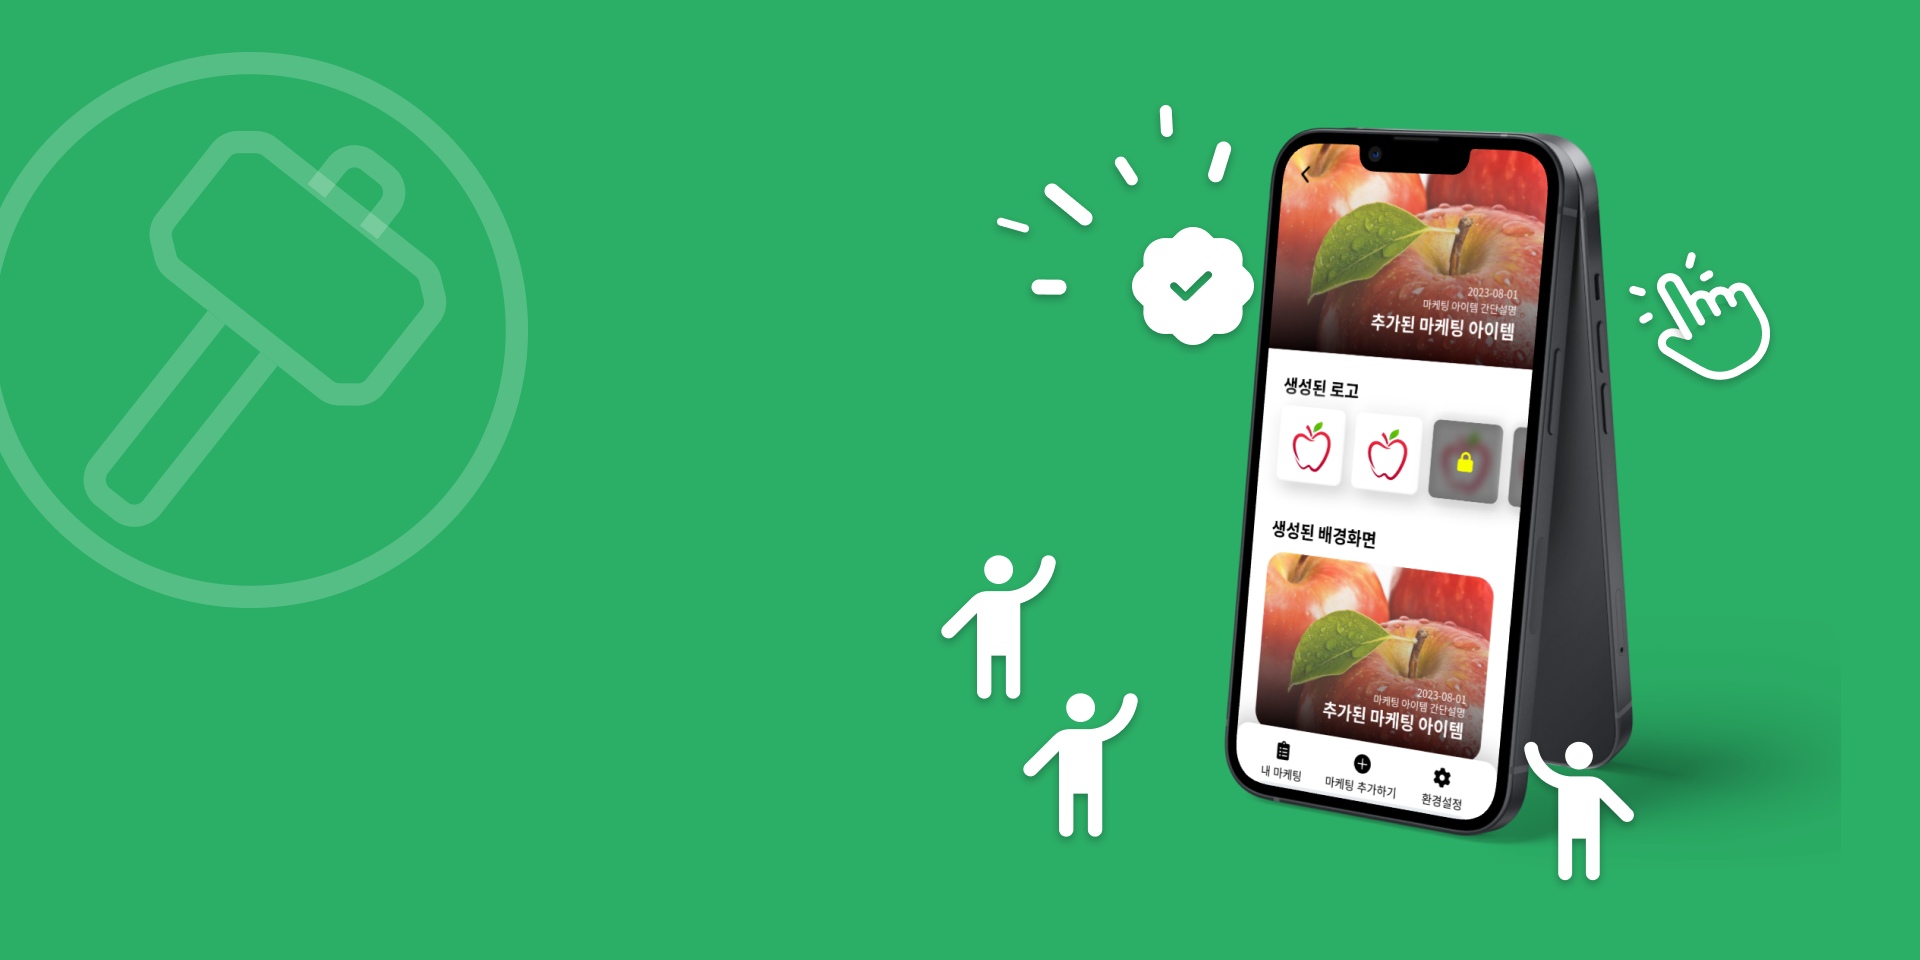 2023-08-01
마케팅 아이템 간단설명
추가된 마케팅 아이템
생성된 로고
생성된 배경화면
2023-08-01
마케팅 아이템 간단설명
추가된 마케팅 아이템
내 마케팅
마케팅 추가하기
환경설정